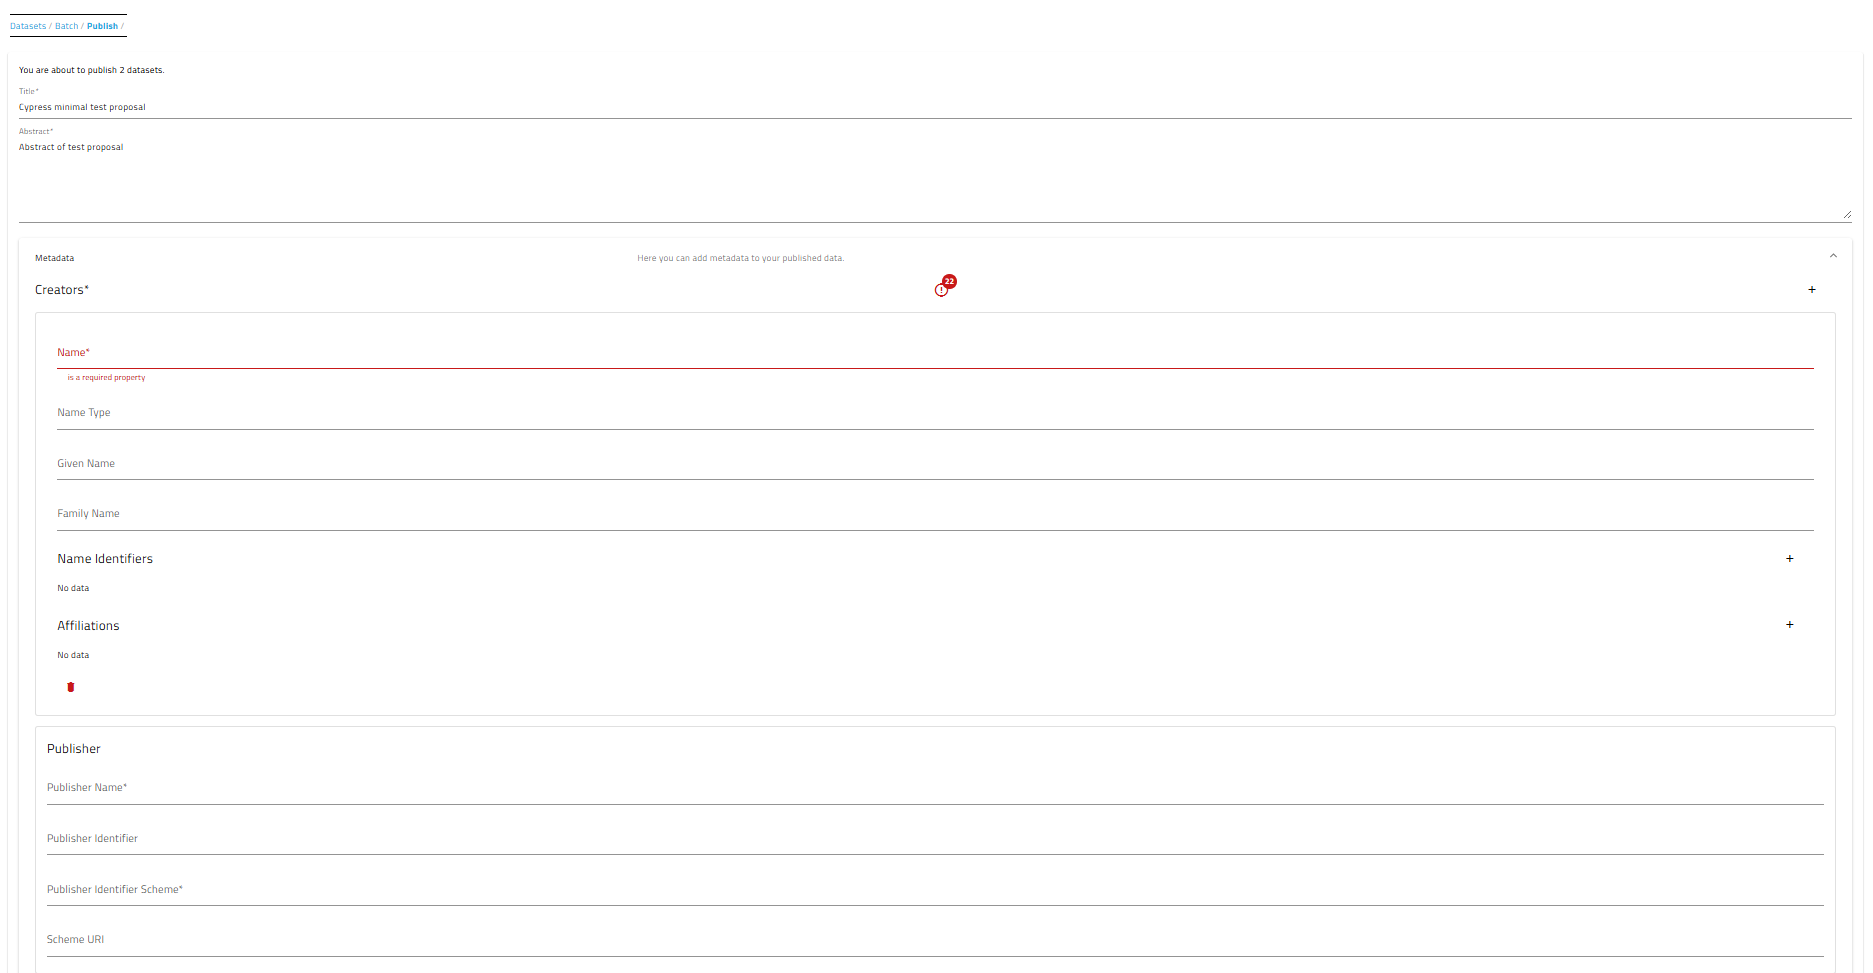 Datasets / Batch / Publish /
You are about to publish 2 datasets.
Title*
Cypress minimal test proposal
Abstract*
Abstract of test proposal
Metadata
Here you can add metadata to your published data.
Creators*
22
+
Name*
is a required property
Name Type
Given Name
Family Name
Name Identifiers
+
No data
Affiliations
+
No data
Publisher
Publisher Name*
Publisher Identifier
Publisher Identifier Scheme*
Scheme URI